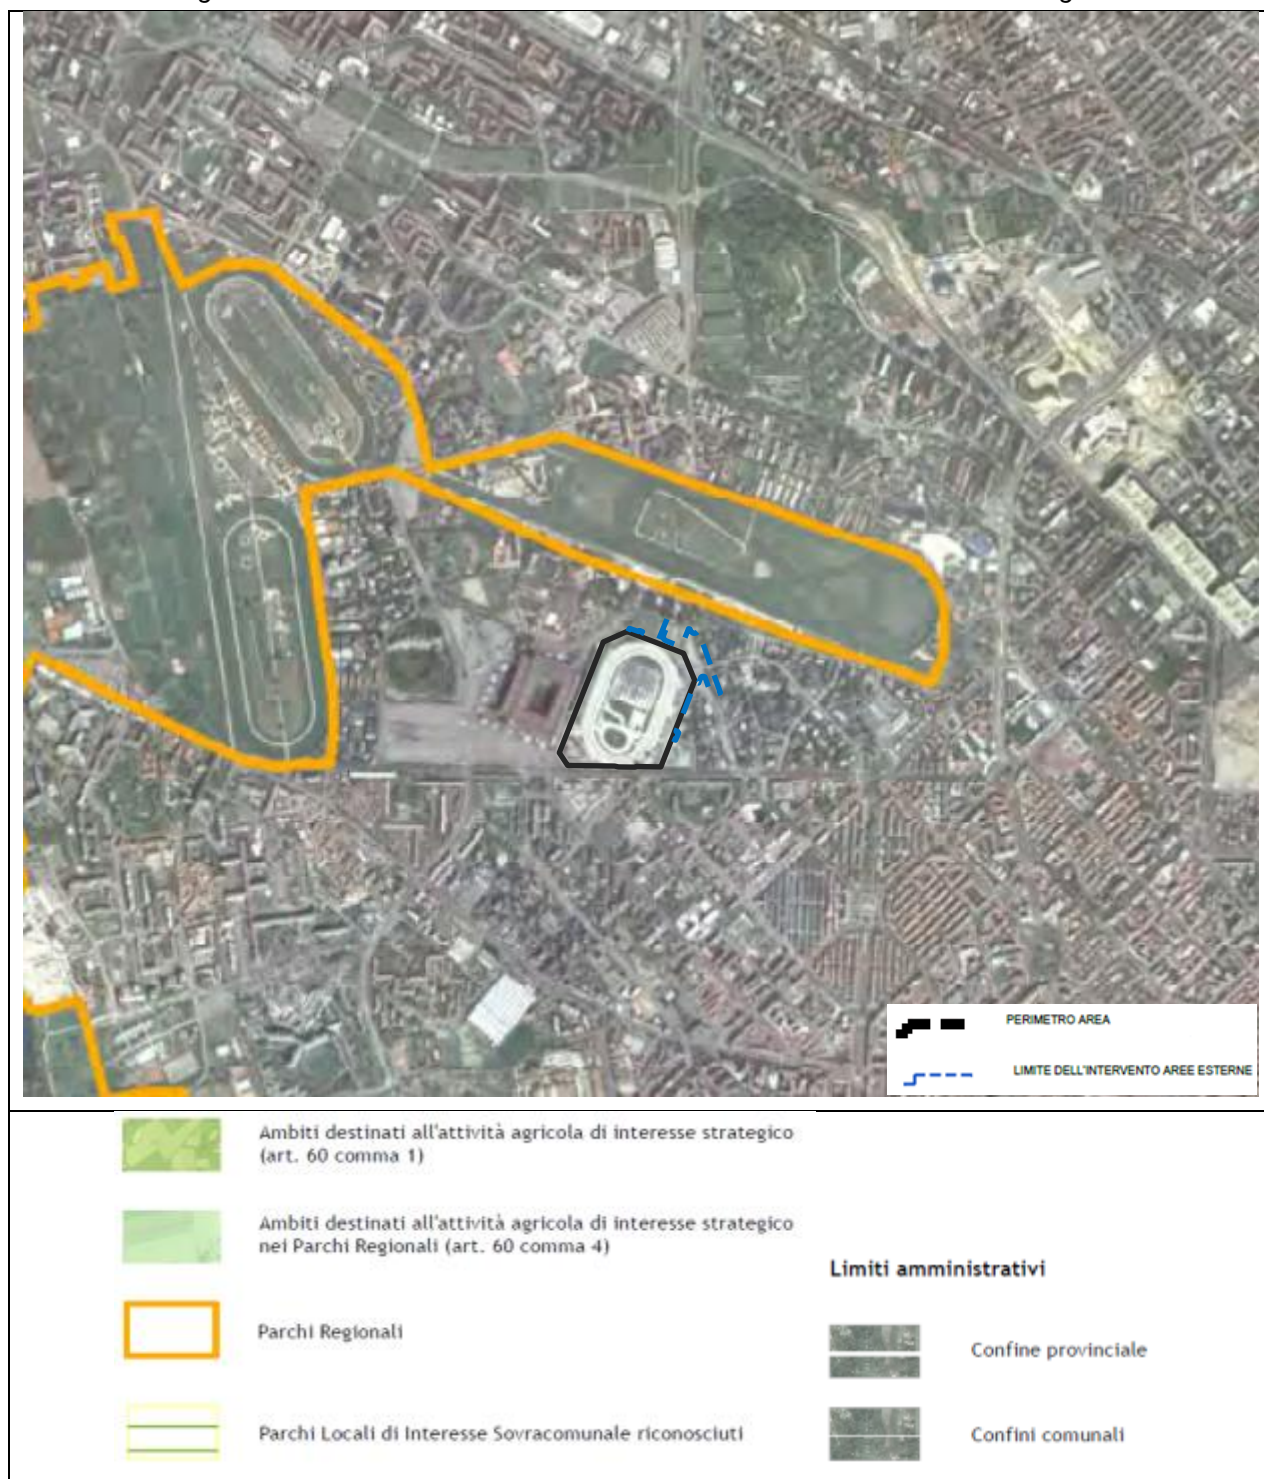 PERIMETRO AREA
LIMITE DELL'INTERVENTO AREE ESTERNE
Ambiti destinati all'attività agricola di interesse strategico
(art. 60 comma 1)
Ambiti destinati all'attività agricola di interesse strategico
nei Parchi Regionali (art. 60 comma 4)
Parchi Regionali
Parchi Locali di Interesse Sovracomunale riconosciuti
Limiti amministrativi
Confine provinciale
Confini comunali